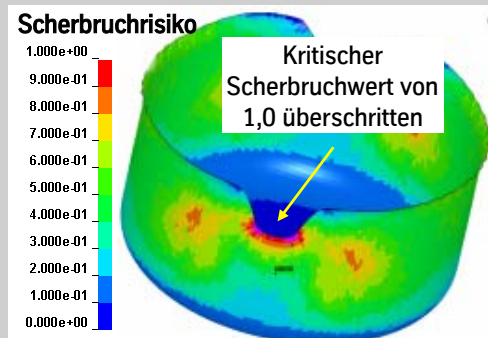 Scherbruchrisiko
Kritischer
Scherbruchwert von
1,0 überschritten
1.000e+00
9.000e-01
8.000e-01
7.000e-01
6.000e-01
5.000e-01
4.000e-01
3.000e-01
2.000e-01
1.000e-01
0.000e+00